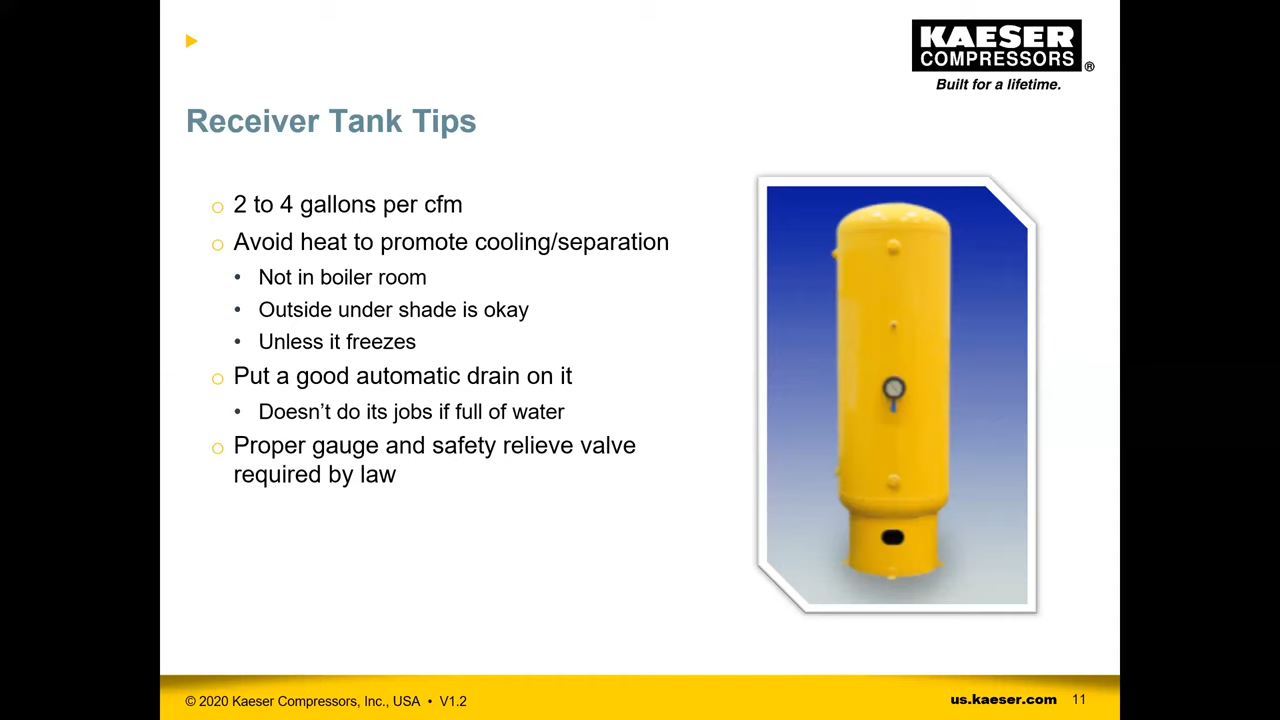 KAESER
COMPRESSORS
®
Built for a lifetime.
Receiver Tank Tips
2 to 4 gallons per cfm
Avoid heat to promote cooling/separation
Not in boiler room
Outside under shade is okay
Unless it freezes
Put a good automatic drain on it
Doesn’t do its jobs if full of water
Proper gauge and safety relieve valve
required by law
© 2020 Kaeser Compressors, Inc., USA • V1.2
us.kaeser.com 11